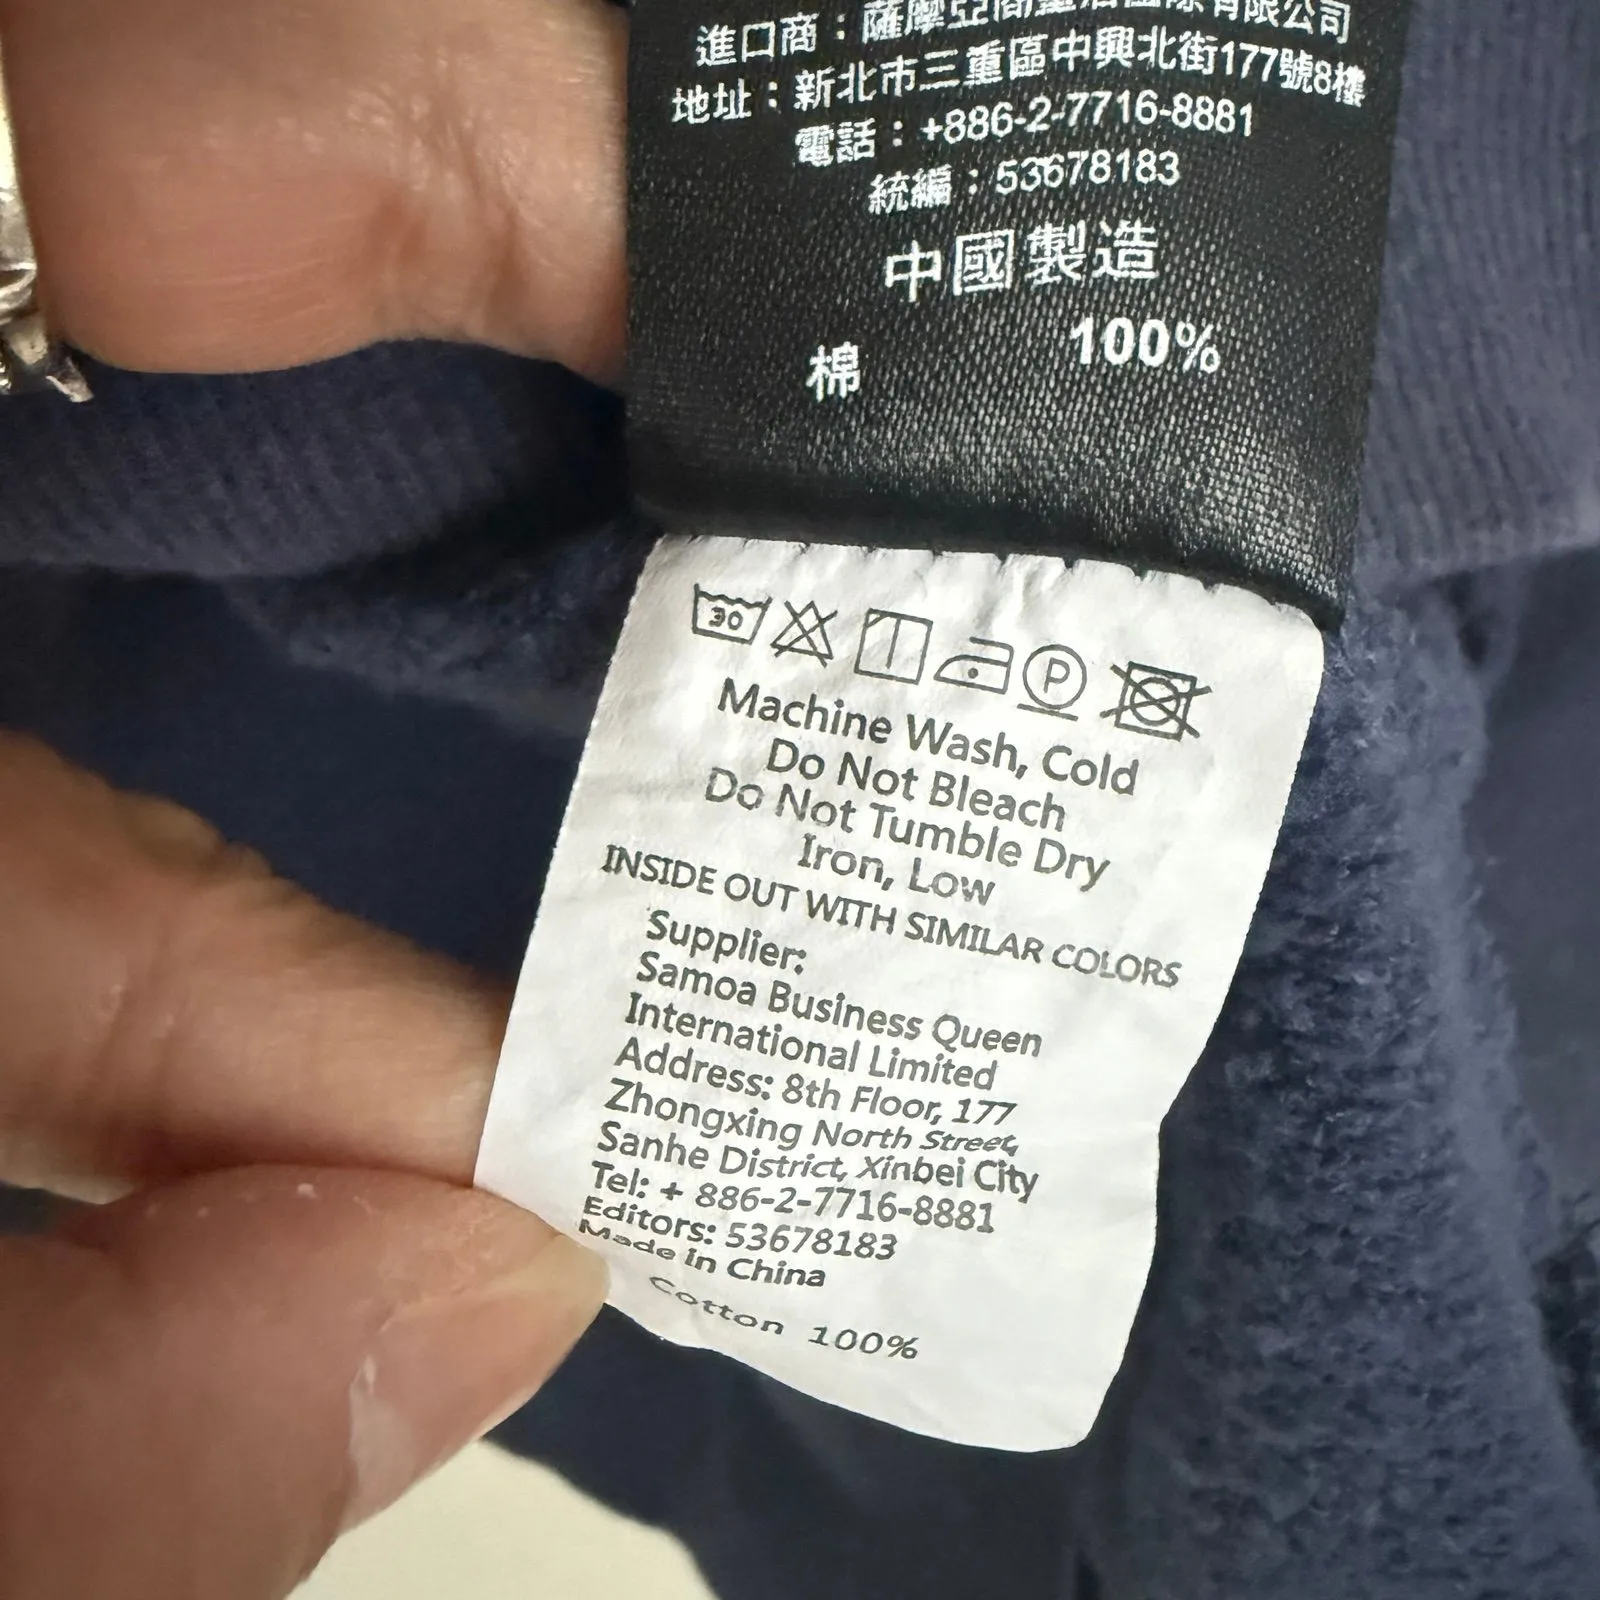 進口商：薩摩亞商皇后國際有限公司
地址：新北市三重區中興北街177號8樓
電話：+886-2-7716-8881
統編：53678183
中國製造
棉 100%
30
P
Machine Wash, Cold
Do Not Bleach
Do Not Tumble Dry
Iron, Low
INSIDE OUT WITH SIMILAR COLORS
Supplier:
Samoa Business Queen
International Limited
Address: 8th Floor, 177
Zhongxing North Street,
Sanhe District, Xinbei City
Tel: + 886-2-7716-8881
Editors: 53678183
Made in China
Cotton 100%